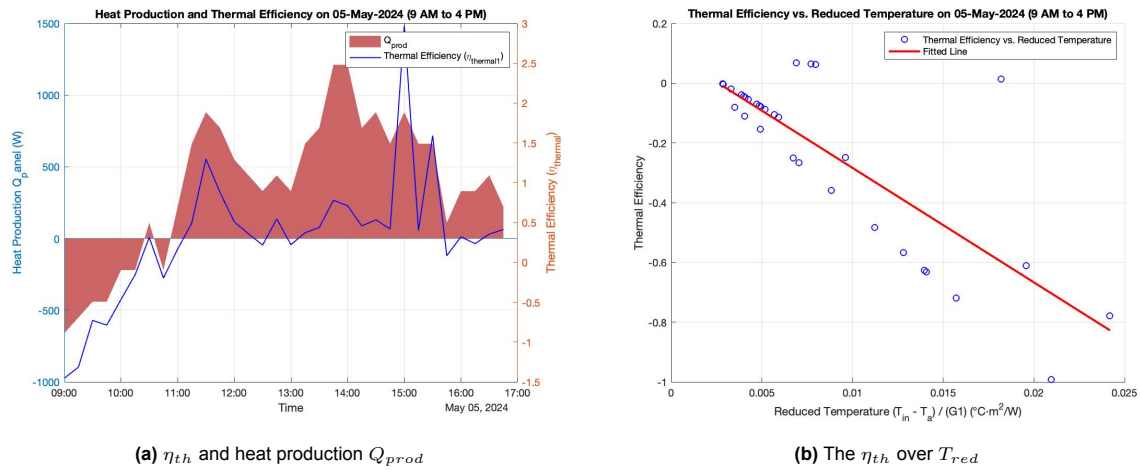 Heat Production and Thermal Efficiency on 05-May-2024 (9 AM to 4 PM)
1500
1000
500
0
-500
-1000
Heat Production Q_p anel (W)
Q_prod
Thermal Efficiency (η_thermal1)
3
2.5
2
1.5
1
0.5
0
-0.5
-1
-1.5
Thermal Efficiency (η_thermal)
09:00 10:00 11:00 12:00 13:00 14:00 15:00 16:00 17:00
Time
May 05, 2024
(a) η_th and heat production Q_prod
Thermal Efficiency vs. Reduced Temperature on 05-May-2024 (9 AM to 4 PM)
0.2
0
-0.2
-0.4
-0.6
-0.8
-1
Thermal Efficiency
Thermal Efficiency vs. Reduced Temperature
Fitted Line
0 0.005 0.01 0.015 0.02 0.025
Reduced Temperature (T_in - T_a) / (G1) (°C·m²/W)
(b) The η_th over T_red